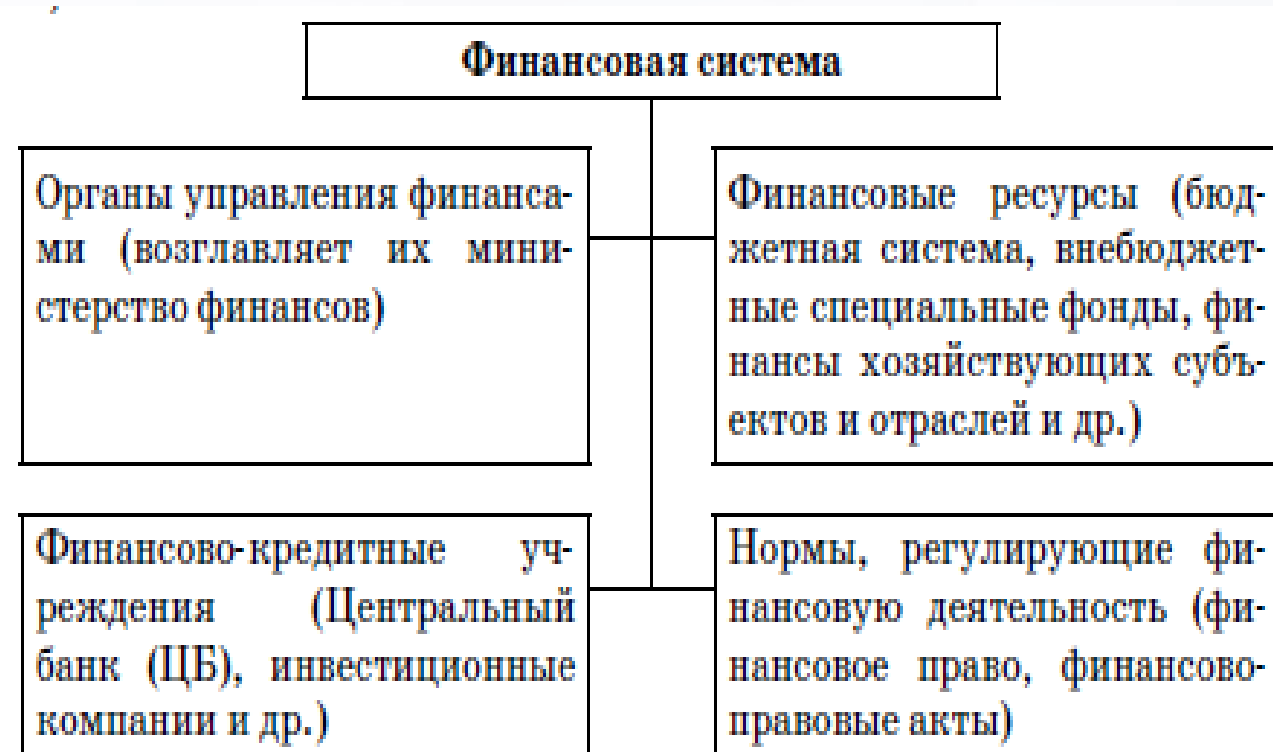 Финансовая система
Органы управления финанса-
ми (возглавляет их мини-
стерство финансов)
Финансовые ресурсы (бюд-
жетная система, внебюджет-
ные специальные фонды, фи-
нансы хозяйствующих субъ-
ектов и отраслей и др.)
Финансово-кредитные уч-
реждения (Центральный
банк (ЦБ), инвестиционные
компании и др.)
Нормы, регулирующие фи-
нансовую деятельность (фи-
нансовое право, финансово-
правовые акты)